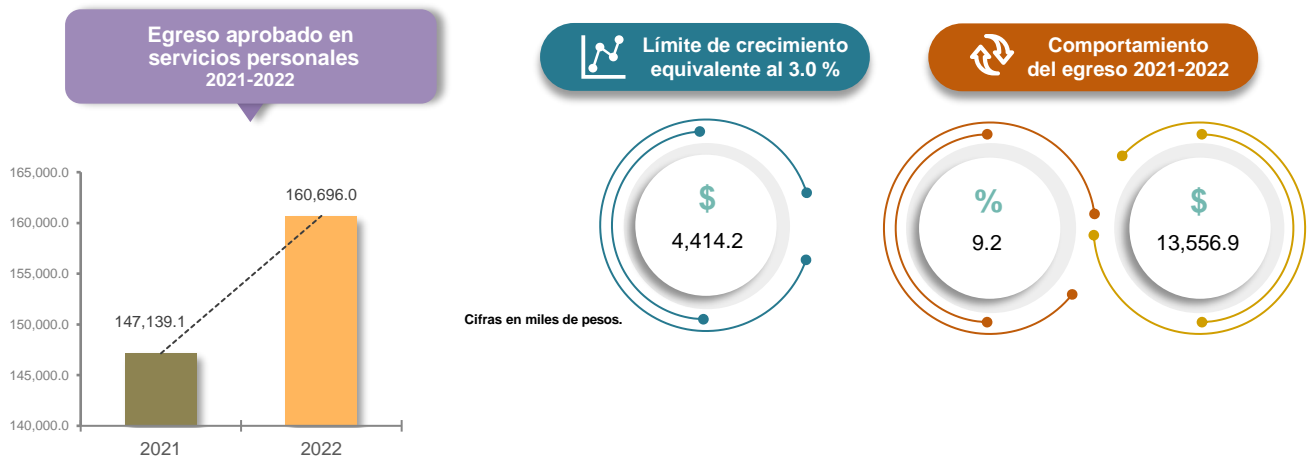 Egreso aprobado en
servicios personales
2021-2022
165,000.0
160,000.0
155,000.0
150,000.0
145,000.0
140,000.0
147,139.1
160,696.0
2021
2022
Límite de crecimiento
equivalente al 3.0 %
$
4,414.2
Cifras en miles de pesos.
Comportamiento
del egreso 2021-2022
%
9.2
$
13,556.9